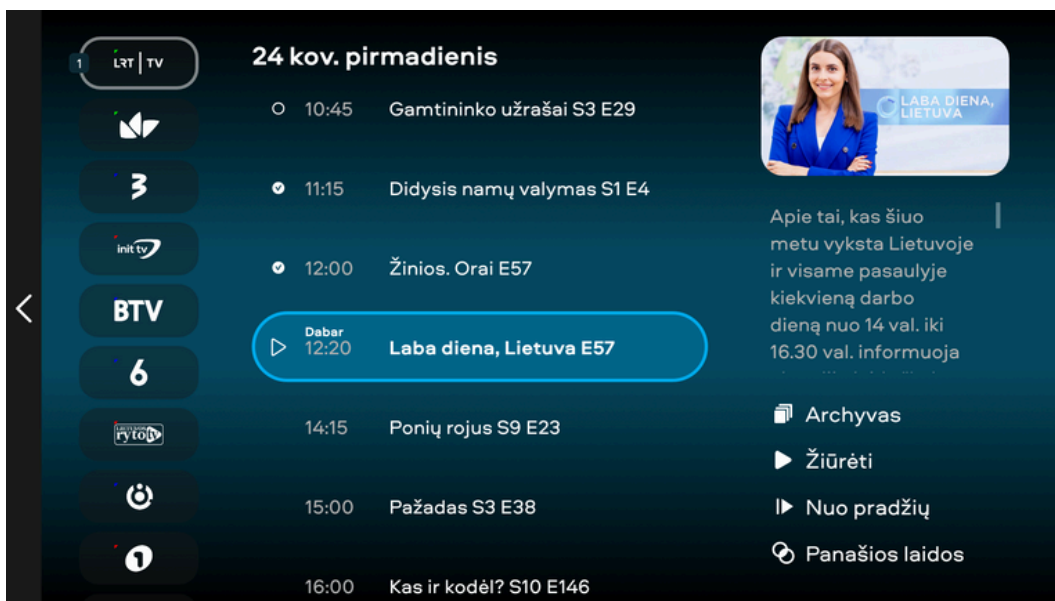 1
LRT | TV
3
init tv
BTV
6
LIETUVOS
rytotv
1
24 kov. pirmadienis
10:45 Gamtininko užrašai S3 E29
11:15 Didysis namų valymas S1 E4
12:00 Žinios. Orai E57
Dabar
12:20 Laba diena, Lietuva E57
14:15 Ponių rojus S9 E23
15:00 Pažadas S3 E38
16:00 Kas ir kodėl? S10 E146
LABA DIENA,
LIETUVA
Apie tai, kas šiuo
metu vyksta Lietuvoje
ir visame pasaulyje
kiekvieną darbo
dieną nuo 14 val. iki
16.30 val. informuoja
Archyvas
Žiūrėti
Nuo pradžių
Panašios laidos